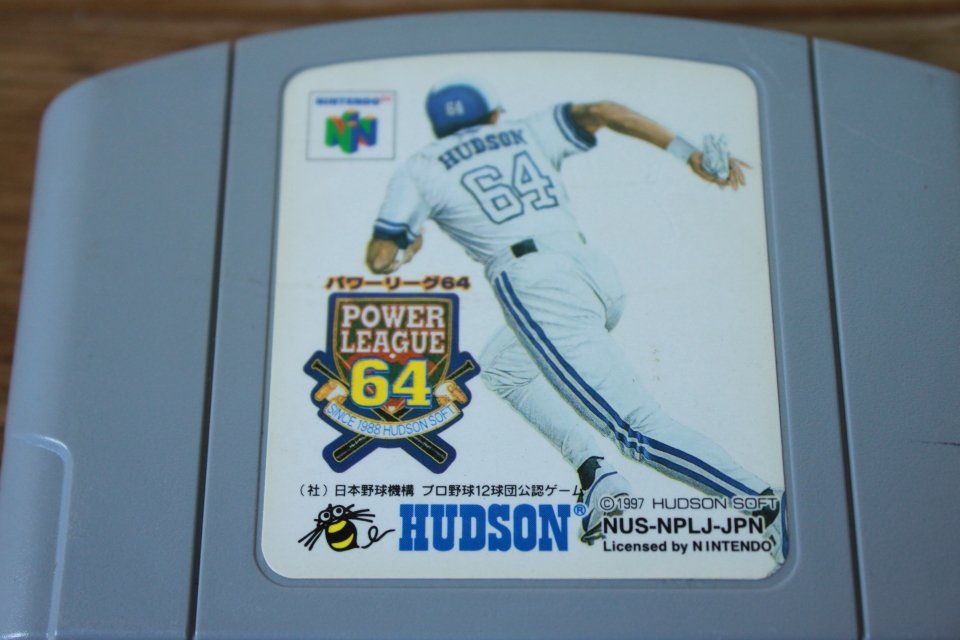 NINTENDO64
64
HUDSON
64
パワーリーグ64
POWER
LEAGUE
64
SINCE 1988 HUDSON SOFT
(社)日本野球機構 プロ野球12球団公認ゲーム
HUDSON®
©1997 HUDSON SOFT
NUS-NPLJ-JPN
Licensed by NINTENDO